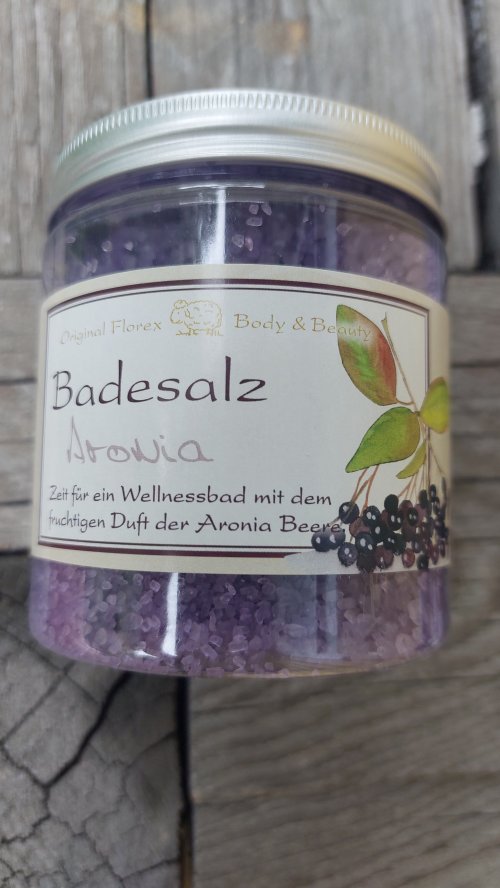 Original Florex Body & Beauty
Badesalz
Aronia
Zeit für ein Wellnessbad mit dem
fruchtigen Duft der Aronia Beere